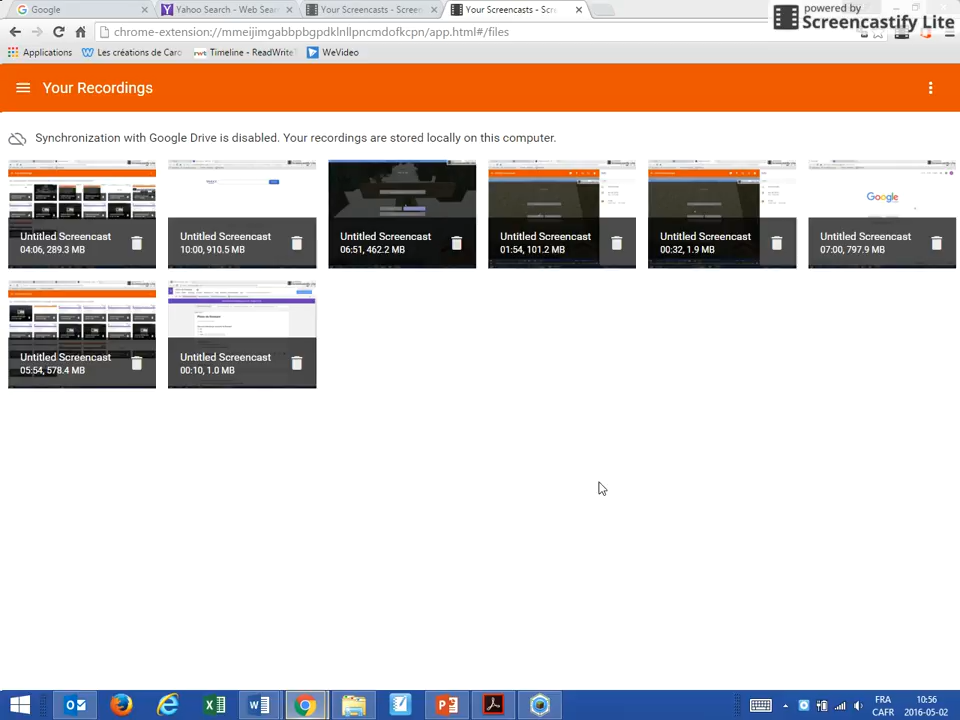 Google
Yahoo Search - Web Sea
Your Screencasts - Screen
Your Screencasts - Scr
powered by
Screencastify Lite
chrome-extension://mmeijimgabbpbgpdklnllpncmdofkcpn/app.html#/files
Applications
Les créations de Caro
rwt
Timeline - ReadWrite
WeVideo
Your Recordings
Synchronization with Google Drive is disabled. Your recordings are stored locally on this computer.
Untitled Screencast
04:06, 289.3 MB
Untitled Screencast
10:00, 910.5 MB
Untitled Screencast
06:51, 462.2 MB
Untitled Screencast
01:54, 101.2 MB
Untitled Screencast
00:32, 1.9 MB
Google
Untitled Screencast
07:00, 797.9 MB
Untitled Screencast
05:54, 578.4 MB
Untitled Screencast
00:10, 1.0 MB
FRA
CAFR
10:56
2016-05-02